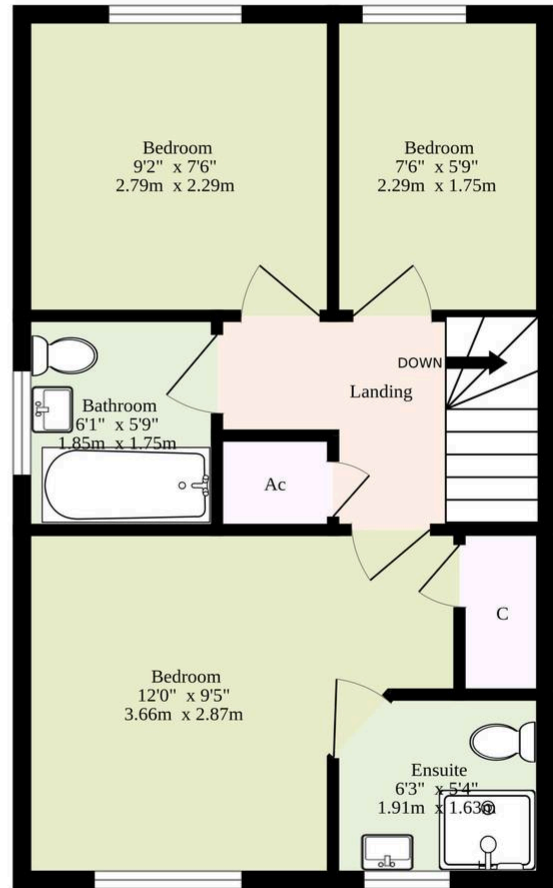 Bedroom
9'2" x 7'6"
2.79m x 2.29m
Bedroom
7'6" x 5'9"
2.29m x 1.75m
DOWN
Landing
Bathroom
6'1" x 5'9"
1.85m x 1.75m
Ac
C
Bedroom
12'0" x 9'5"
3.66m x 2.87m
Ensuite
6'3" x 5'4"
1.91m x 1.63m